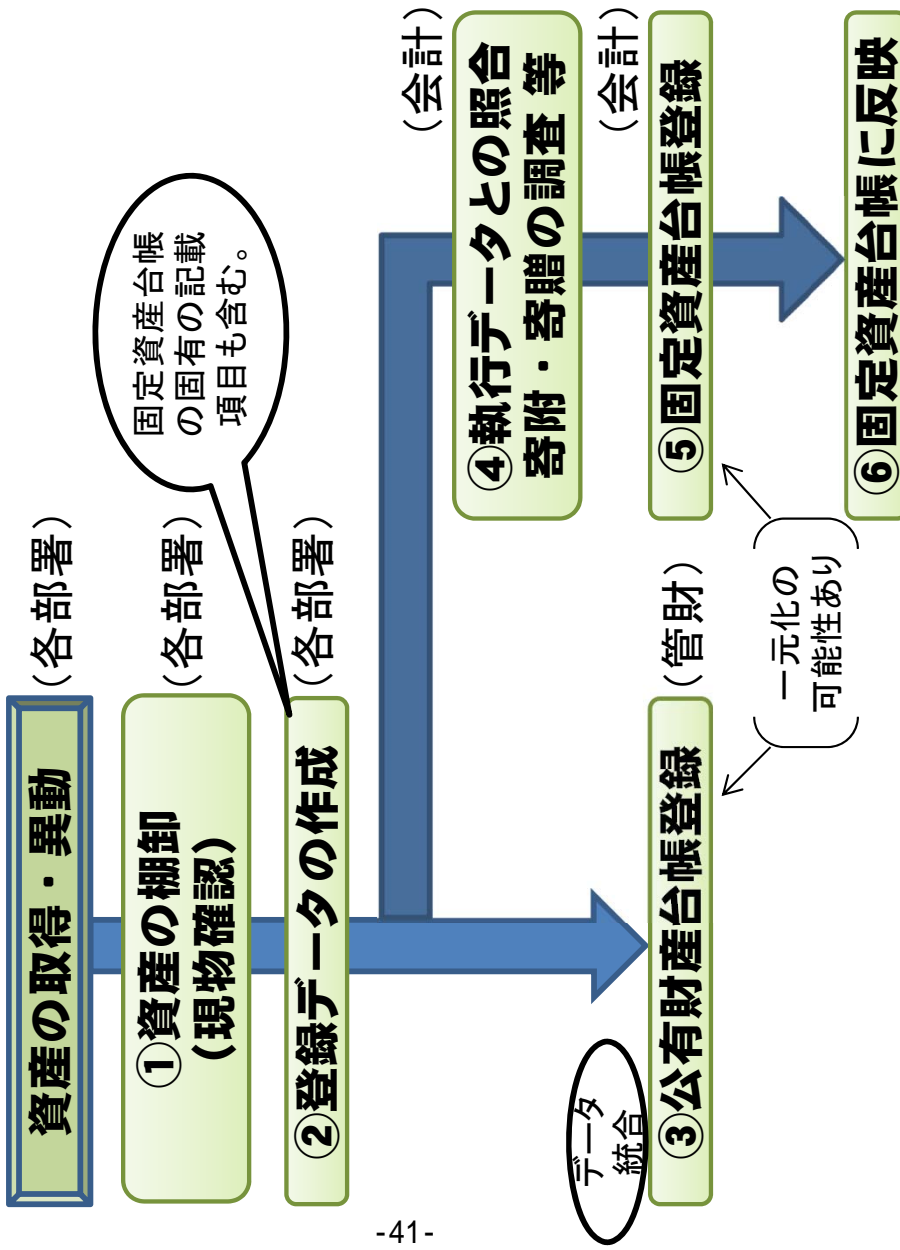 資産の取得・異動
（各部署）
①資産の棚卸
（現物確認）
（各部署）
②登録データの作成
（各部署）
固定資産台帳
の固有の記載
項目も含む。
データ
統合
③公有財産台帳登録
（管財）
④執行データとの照合
寄附・寄贈の調査 等
（会計）
⑤固定資産台帳登録
（会計）
一元化の
可能性あり
⑥固定資産台帳に反映
-41-